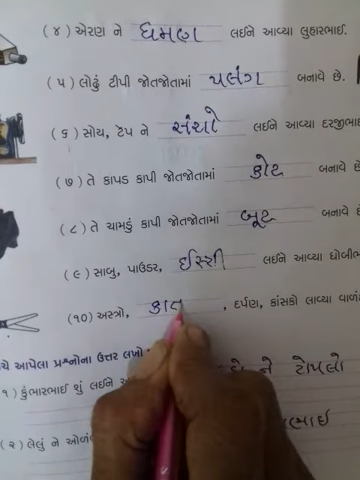 (૪) એરણ ને ધમણ લઈને આવ્યા લુહારભાઈ.
(૫) લોઢું ટીપી જોતજોતામાં પલંગ બનાવે છે.
(૬) સોય, ટેપ ને સંચો લઈને આવ્યા દરજીભાઈ
(૭) તે કાપડ કાપી જોતજોતામાં કોટ બનાવે છે
(૮) તે ચામડું કાપી જોતજોતામાં બૂટ બનાવે
(૯) સાબુ, પાઉડર, ઈસ્ત્રી લઈને આવ્યા
(૧૦) અસ્ત્રો, કાત , દર્પણ, કાંસકો લાવ્યા
આપેલા પ્રશ્નોના ઉત્તર લખો
૧) કુંભારભાઈ શું લઈને ને ટોપલો
(૨) લેલું ને